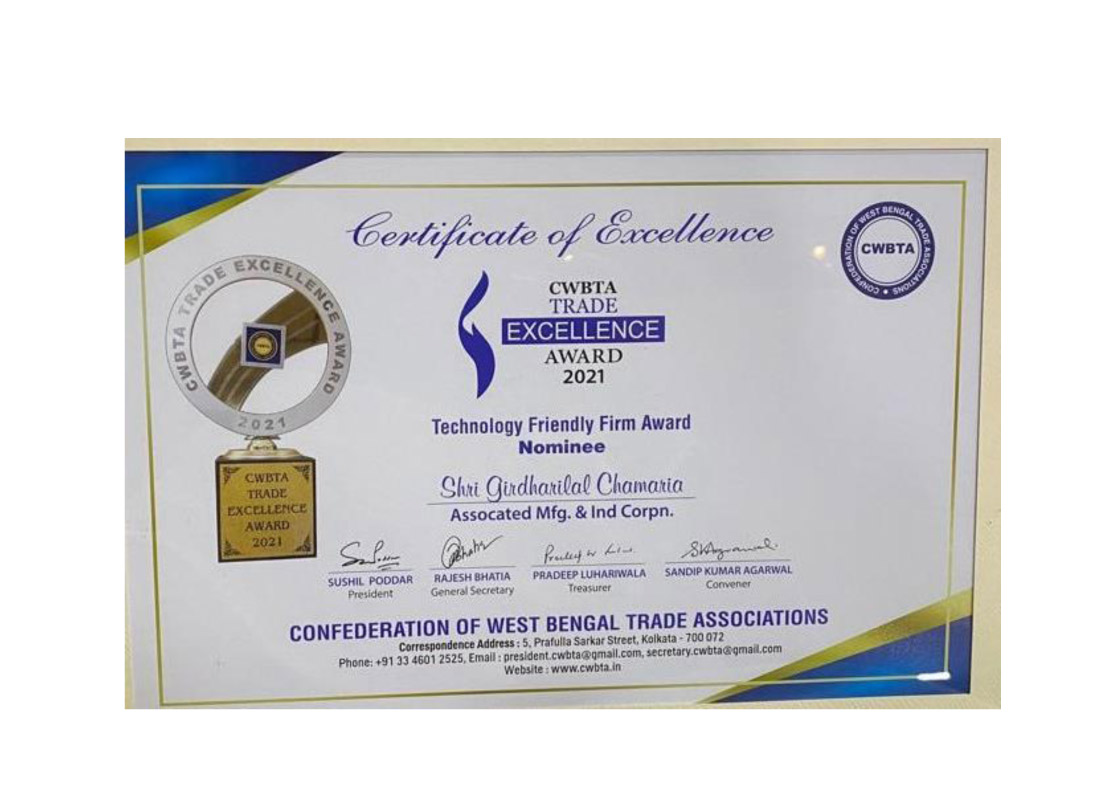 Certificate of Excellence
CONFEDERATION OF WEST BENGAL TRADE ASSOCIATIONS
CWBTA
CWBTA TRADE EXCELLENCE AWARD
2021
CWBTA
TRADE
EXCELLENCE
AWARD
2021
CWBTA
TRADE
EXCELLENCE
AWARD
2021
Technology Friendly Firm Award
Nominee
Shri Girdharilal Chamaria
Assocated Mfg. & Ind Corpn.
SUSHIL PODDAR
President
RAJESH BHATIA
General Secretary
PRADEEP LUHARIWALA
Treasurer
SANDIP KUMAR AGARWAL
Convener
CONFEDERATION OF WEST BENGAL TRADE ASSOCIATIONS
Correspondence Address : 5, Prafulla Sarkar Street, Kolkata - 700 072
Phone: +91 33 4601 2525, Email : president.cwbta@gmail.com, secretary.cwbta@gmail.com
Website : www.cwbta.in